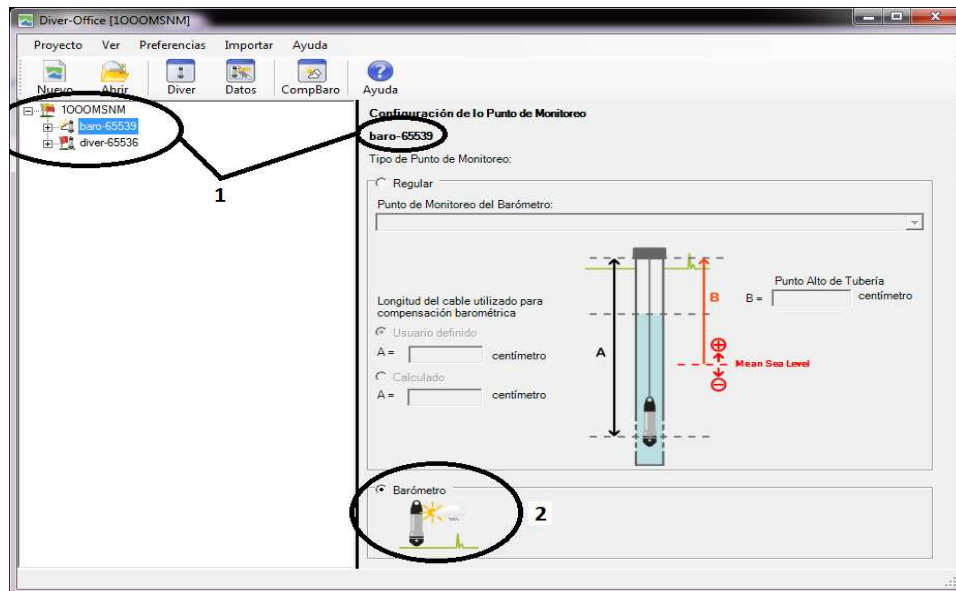 Diver-Office [1OOOMSNM]
Proyecto Ver Preferencias Importar Ayuda
Nuevo Abrir Diver Datos CompBaro Ayuda
1OOOMSNM
baro-65539
diver-65536
1
Configuración de lo Punto de Monitoreo
baro-65539
Tipo de Punto de Monitoreo:
Regular
Punto de Monitoreo del Barómetro:
Punto Alto de Tubería
B = centímetro
B
Longitud del cable utilizado para
compensación barométrica
Usuario definido
A = centímetro
A
Mean Sea Level
Calculado
A = centímetro
Barómetro
2